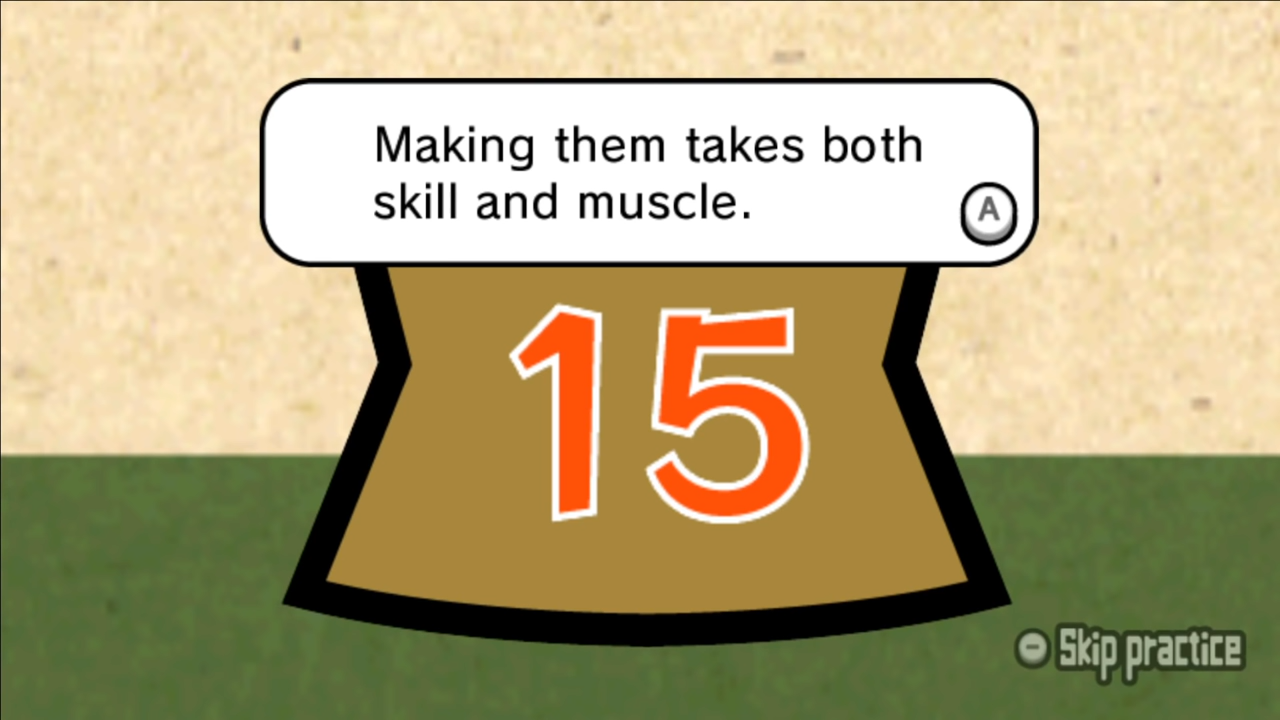 Making them takes both
skill and muscle.
A
15
Skip practice